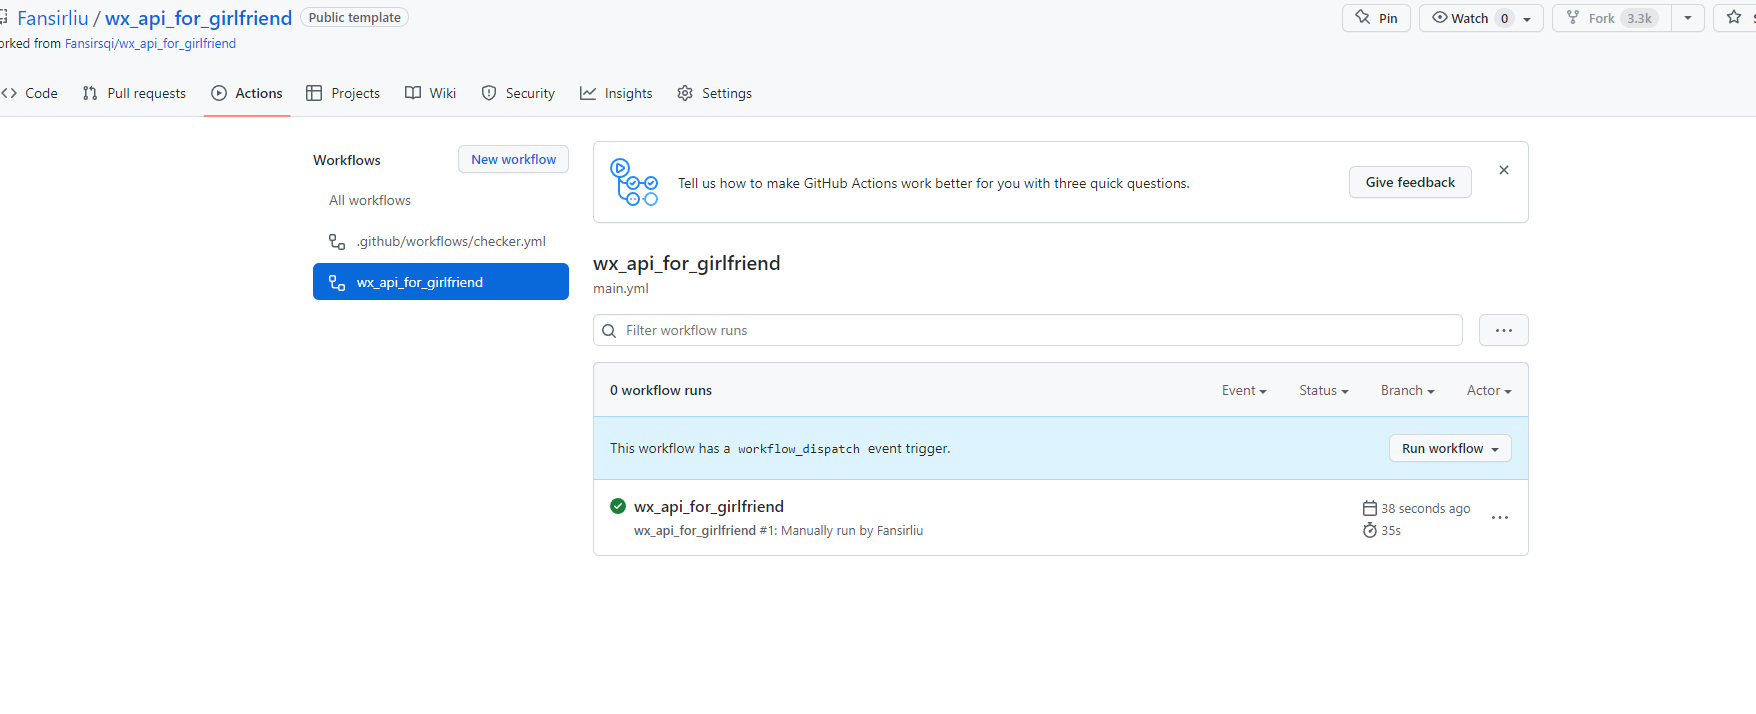 Fansirliu / wx_api_for_girlfriend Public template Pin Watch 0 Fork 3.3k
orked from Fansirsqi/wx_api_for_girlfriend
Code Pull requests Actions Projects Wiki Security Insights Settings
Workflows New workflow
All workflows
.github/workflows/checker.yml
wx_api_for_girlfriend
Tell us how to make GitHub Actions work better for you with three quick questions. Give feedback
wx_api_for_girlfriend
main.yml
Filter workflow runs
0 workflow runs Event Status Branch Actor
This workflow has a workflow_dispatch event trigger. Run workflow
wx_api_for_girlfriend 38 seconds ago
wx_api_for_girlfriend #1: Manually run by Fansirliu 35s